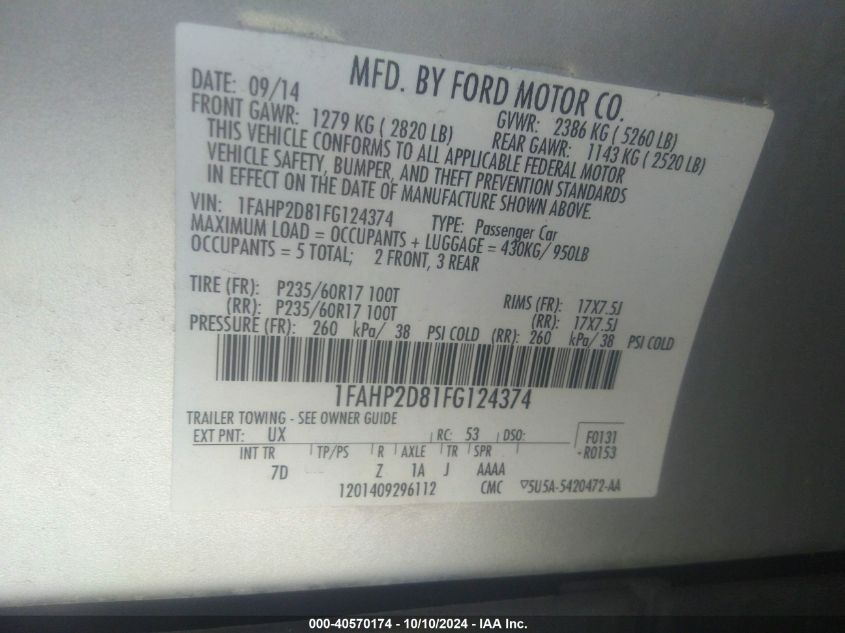 MFD. BY FORD MOTOR CO.
DATE: 09/14 GVWR: 2386 KG ( 5260 LB)
FRONT GAWR: 1279 KG ( 2820 LB) REAR GAWR: 1143 KG ( 2520 LB)
THIS VEHICLE CONFORMS TO ALL APPLICABLE FEDERAL MOTOR
VEHICLE SAFETY, BUMPER, AND THEFT PREVENTION STANDARDS
IN EFFECT ON THE DATE OF MANUFACTURE SHOWN ABOVE.
VIN: 1FAHP2D81FG124374 TYPE: Passenger Car
MAXIMUM LOAD = OCCUPANTS + LUGGAGE = 430KG/ 950LB
OCCUPANTS = 5 TOTAL; 2 FRONT, 3 REAR
TIRE (FR): P235/60R17 100T RIMS (FR): 17X7.5J
(RR): P235/60R17 100T (RR): 17X7.5J
PRESSURE (FR): 260 kPa/ 38 PSI COLD (RR): 260 kPa/ 38 PSI COLD
1FAHP2D81FG124374
TRAILER TOWING - SEE OWNER GUIDE
EXT PNT: UX RC: 53 DSO: F0131
INT TR TP/PS R AXLE TR SPR -R0153
7D Z 1A J AAAA
1201409296112 CMC ▽5U5A-5420472-AA
000-40570174 - 10/10/2024 - IAA Inc.